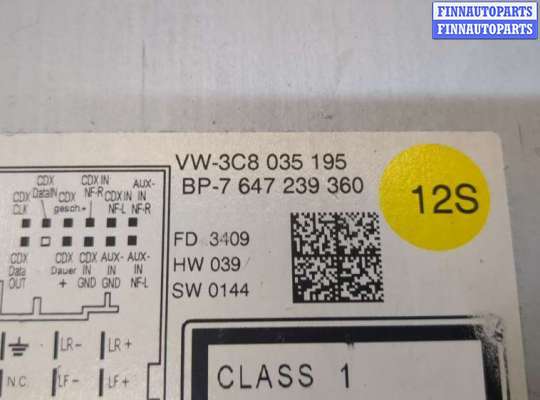 FINNAUTOPARTS
FINNAUTOPARTS
VW-3C8 035 195
BP-7 647 239 360
12S
CDX CLK
CDX DataIN
CDX gesch.+
CDX IN NF-R
CDX IN NF-L
AUX-IN NF-R
CDX Data OUT
CDX Dauer +
CDX IN GND
AUX-IN GND
AUX-IN NF-L
FD 3409
HW 039
SW 0144
LR-
LR+
N.C.
LF-
LF+
CLASS 1